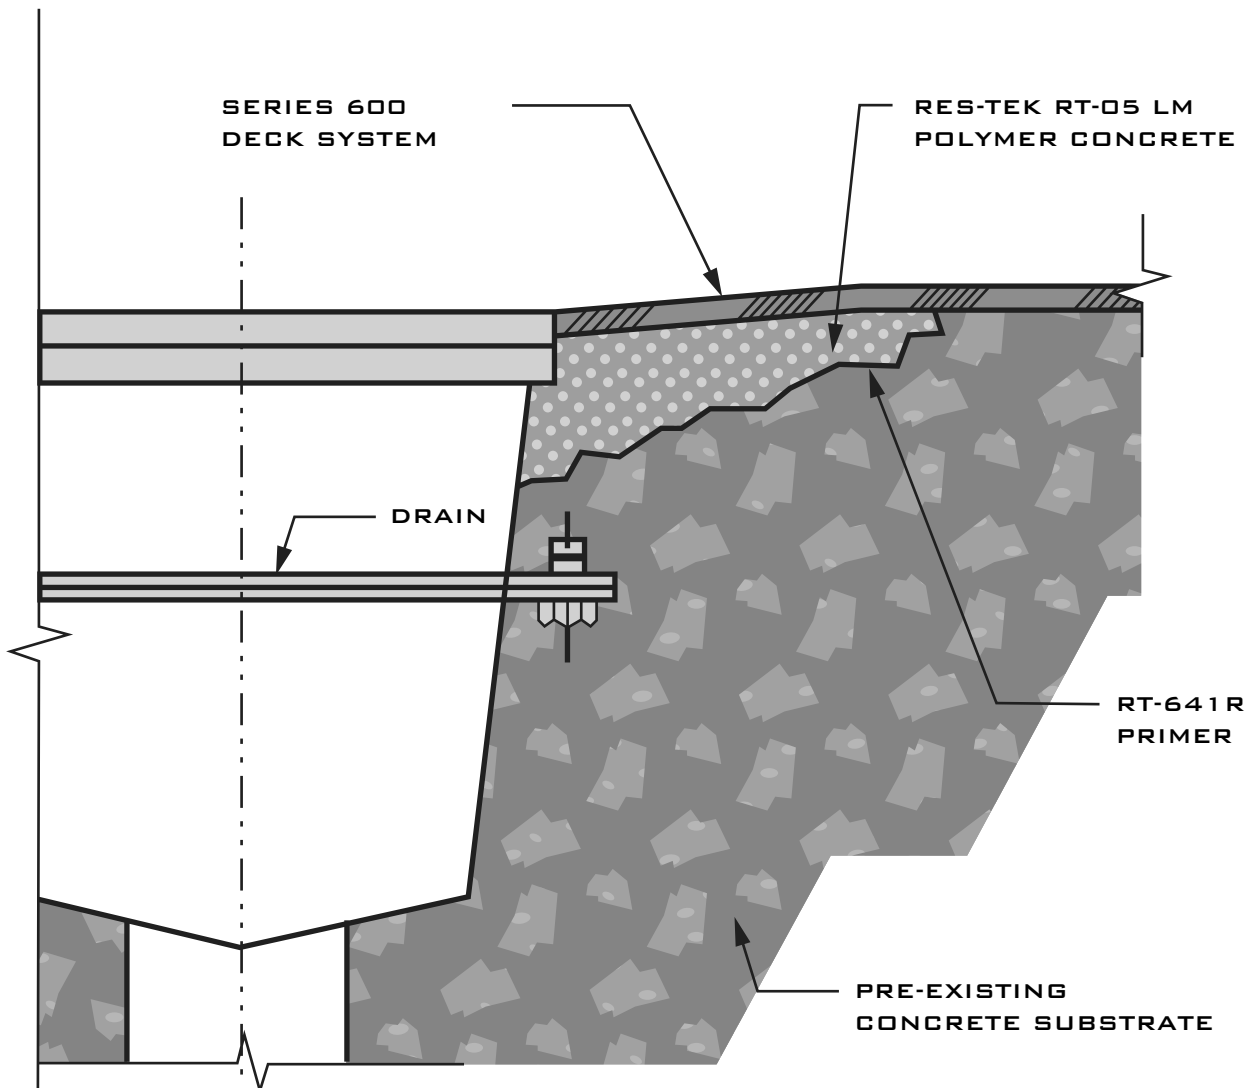 SERIES 600
DECK SYSTEM
RES-TEK RT-05 LM
POLYMER CONCRETE
DRAIN
RT-641R
PRIMER
PRE-EXISTING
CONCRETE SUBSTRATE